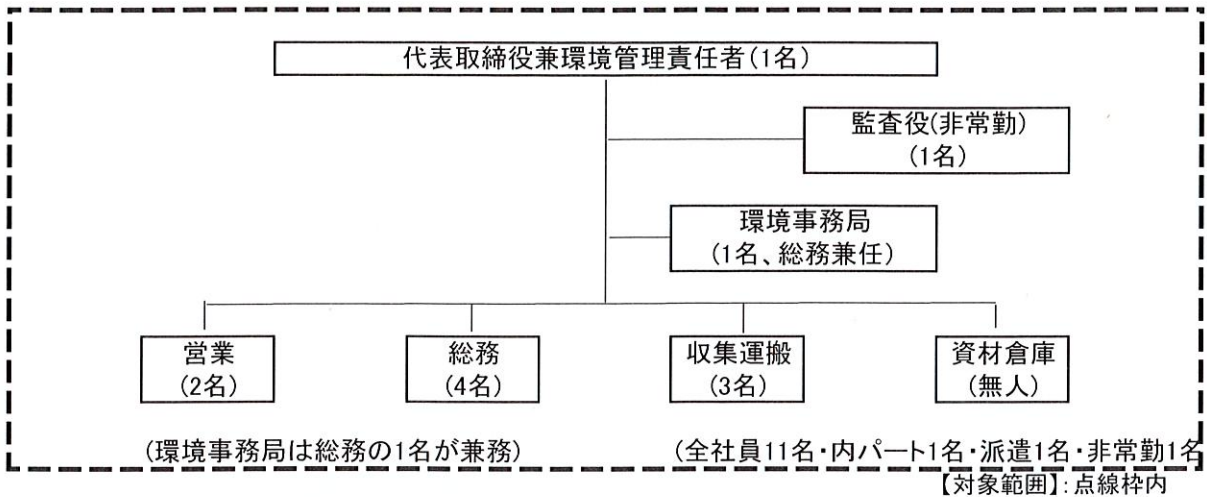 代表取締役兼環境管理責任者(1名)
監査役(非常勤)
(1名)
環境事務局
(1名、総務兼任)
営業
(2名)
総務
(4名)
収集運搬
(3名)
資材倉庫
(無人)
(環境事務局は総務の1名が兼務)
(全社員11名・内パート1名・派遣1名・非常勤1名
【対象範囲】:点線枠内